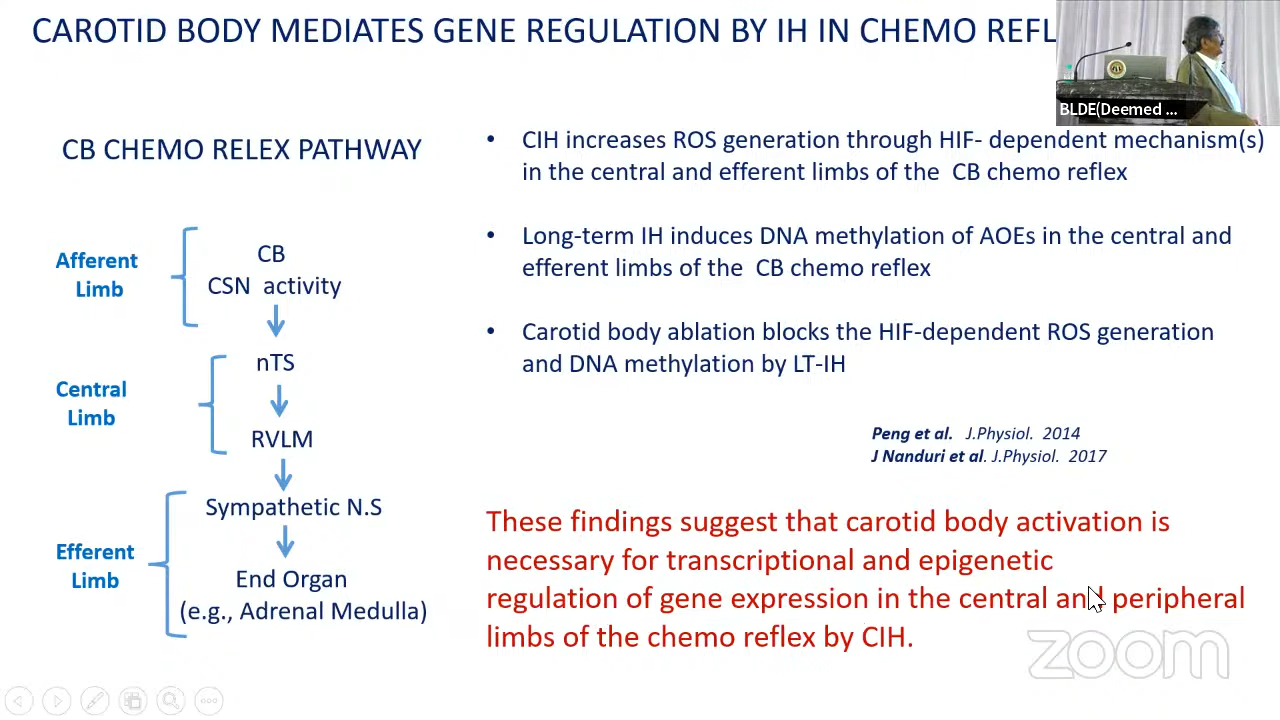 CAROTID BODY MEDIATES GENE REGULATION BY IH IN CHEMO REFL
BLDE(Deemed ...
CB CHEMO RELEX PATHWAY
Afferent
Limb
CB
CSN activity
nTS
Central
Limb
RVLM
Sympathetic N.S
Efferent
Limb
End Organ
(e.g., Adrenal Medulla)
• CIH increases ROS generation through HIF- dependent mechanism(s)
in the central and efferent limbs of the CB chemo reflex
• Long-term IH induces DNA methylation of AOEs in the central and
efferent limbs of the CB chemo reflex
• Carotid body ablation blocks the HIF-dependent ROS generation
and DNA methylation by LT-IH
Peng et al. J.Physiol. 2014
J Nanduri et al. J.Physiol. 2017
These findings suggest that carotid body activation is
necessary for transcriptional and epigenetic
regulation of gene expression in the central and peripheral
limbs of the chemo reflex by CIH.
zoom